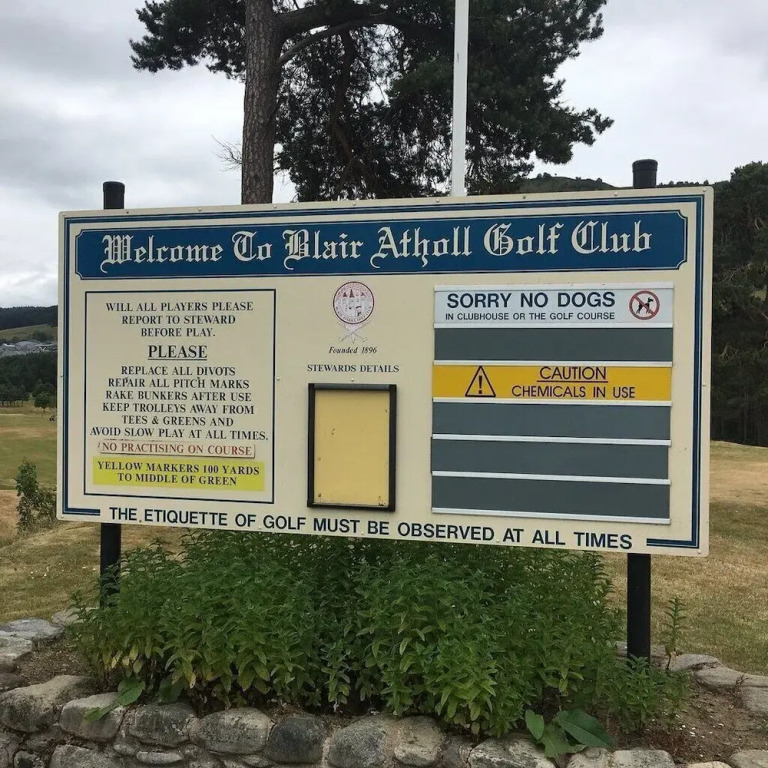 Welcome To Blair Atholl Golf Club
WILL ALL PLAYERS PLEASE
REPORT TO STEWARD
BEFORE PLAY.
PLEASE
REPLACE ALL DIVOTS
REPAIR ALL PITCH MARKS
RAKE BUNKERS AFTER USE
KEEP TROLLEYS AWAY FROM
TEES & GREENS AND
AVOID SLOW PLAY AT ALL TIMES.
NO PRACTISING ON COURSE
YELLOW MARKERS 100 YARDS
TO MIDDLE OF GREEN
Founded 1896
STEWARDS DETAILS
SORRY NO DOGS
IN CLUBHOUSE OR THE GOLF COURSE
CAUTION
CHEMICALS IN USE
THE ETIQUETTE OF GOLF MUST BE OBSERVED AT ALL TIMES